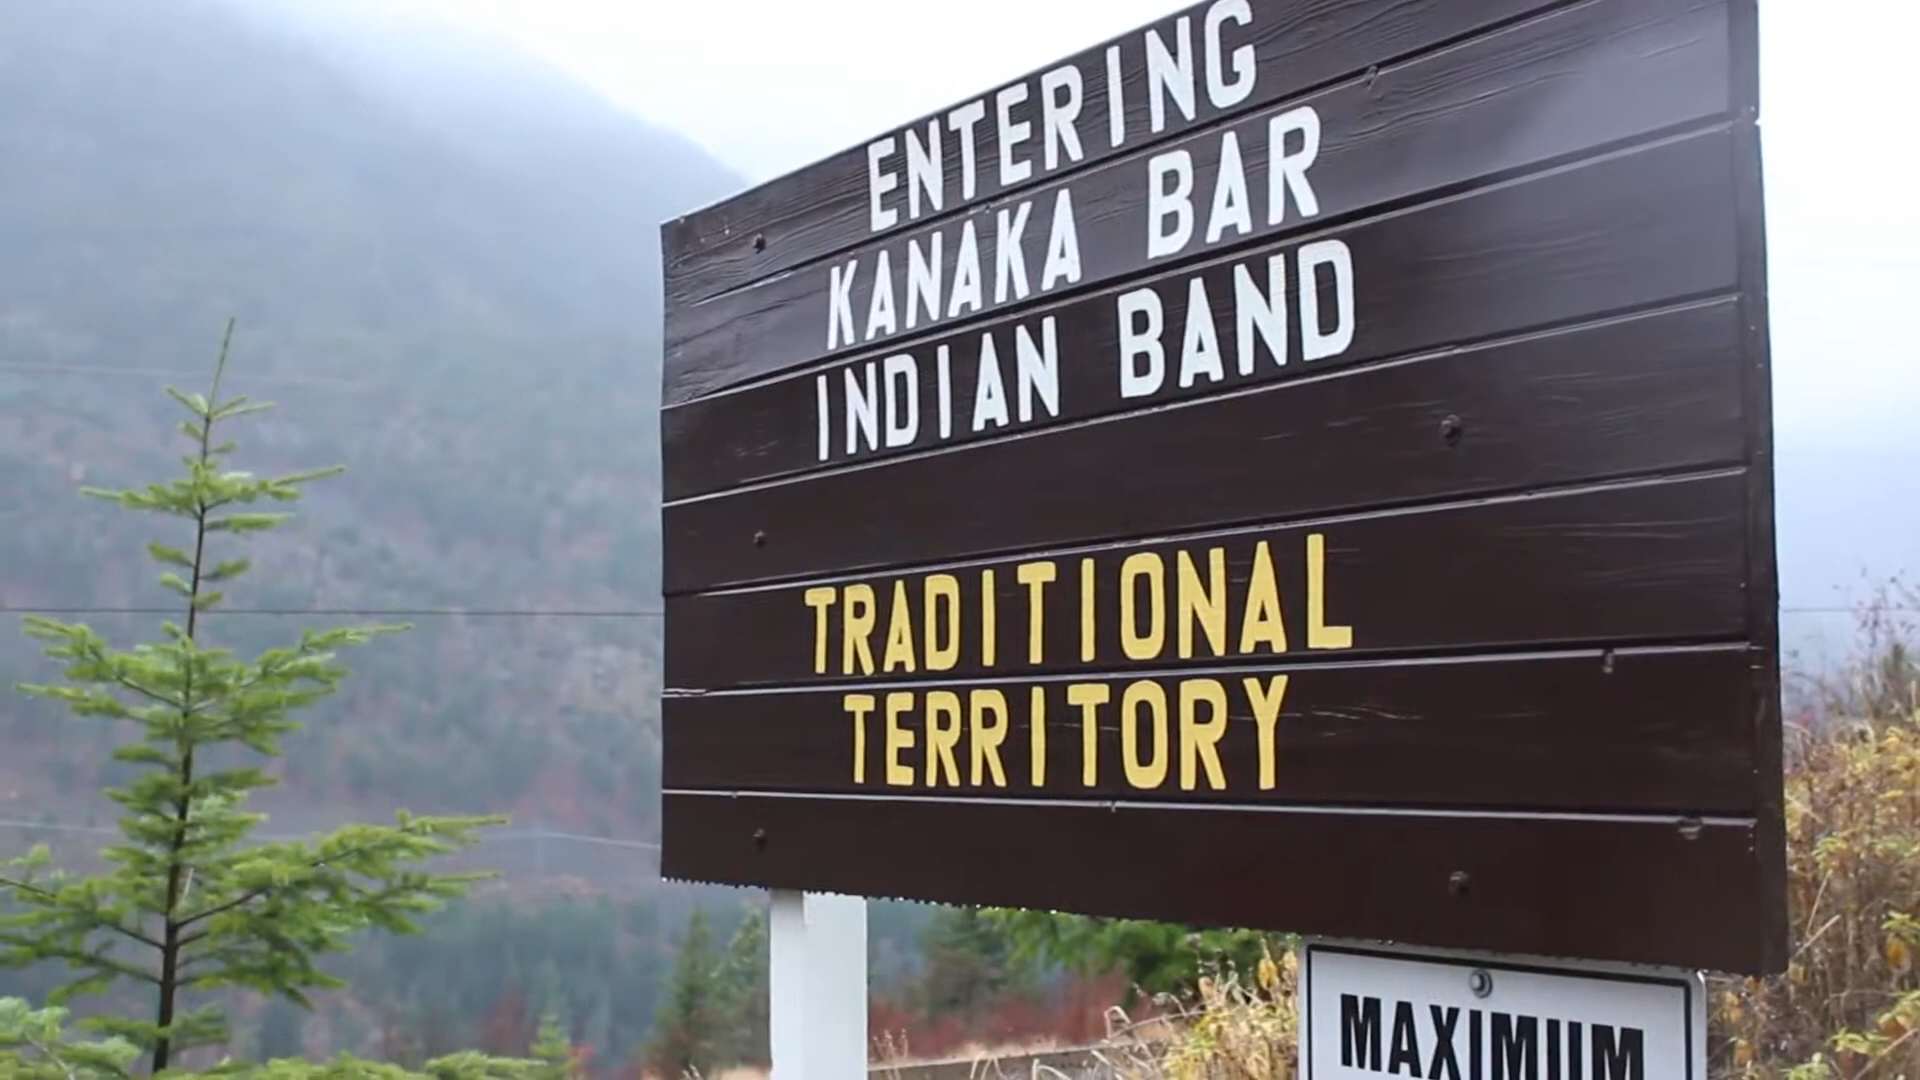 ENTERING
KANAKA BAR
INDIAN BAND
TRADITIONAL
TERRITORY
MAXIMUM